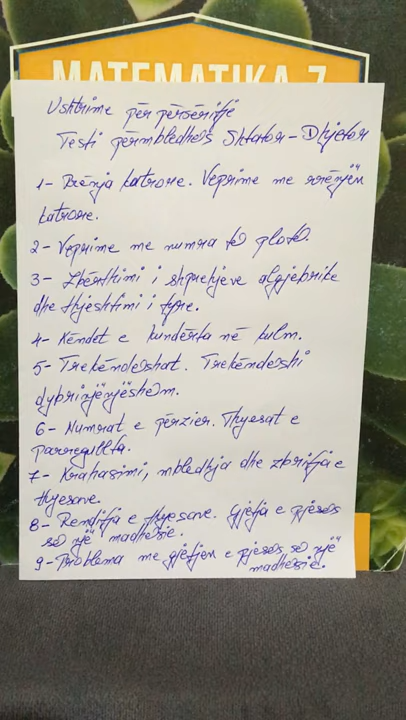 MATEMATIKA 7
Ushtrime për përsëritje
Testi përmbledhës Shtator - Dhjetor
1- Rrënja katrore. Veprime me rrënjën
katrore.
2- Veprime me numra të plotë.
3- Zbërthimi i shprehjeve algjebrike
dhe thjeshtimi i tyre.
4- Këndet e kundërta në kulm.
5- Trekëndëshat. Trekëndëshi
dybrinjënjëshëm.
6- Numrat e përzier. Thyesat e
parregullta.
7- Krahasimi, mbledhja dhe zbritja e
thyesave.
8- Renditja e thyesave. Gjetja e pjesës
së një madhësie.
9- Problema me gjetjen e pjesës së një
madhësie.